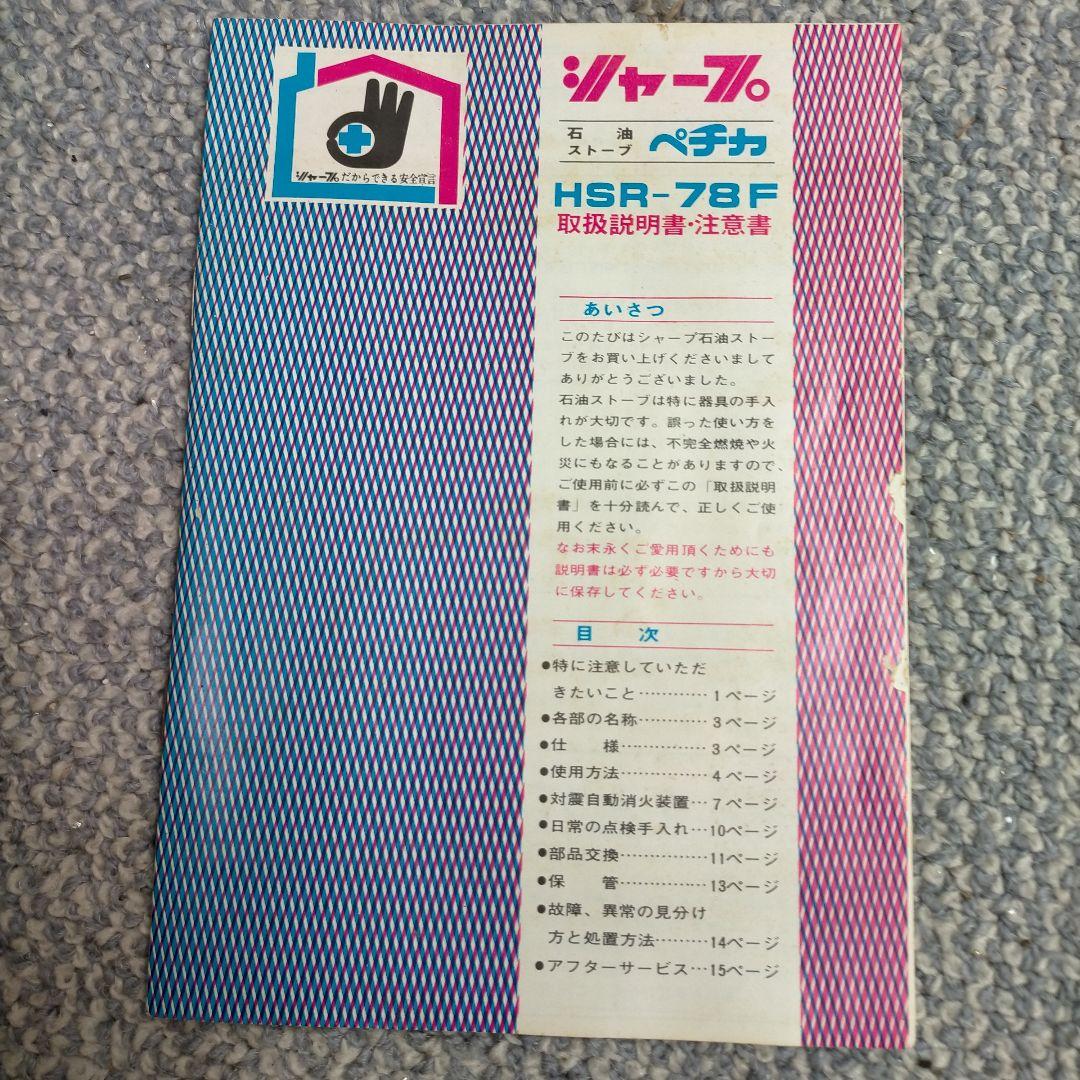 シャープだからできる安全宣言
シャープ
石油
ストーブ ペチカ
HSR-78F
取扱説明書・注意書
あいさつ
このたびはシャープ石油ストー
ブをお買い上げくださいまして
ありがとうございました。
石油ストーブは特に器具の手入
れが大切です。誤った使い方を
した場合には、不完全燃焼や火
災にもなることがありますので、
ご使用前に必ずこの「取扱説明
書」を十分読んで、正しくご使
用ください。
なお末永くご愛用頂くためにも
説明書は必ず必要ですから大切
に保存してください。
目 次
●特に注意していただ
きたいこと…………1ページ
●各部の名称…………3ページ
●仕 様……………3ページ
●使用方法……………4ページ
●対震自動消火装置…7ページ
●日常の点検手入れ…10ページ
●部品交換……………11ページ
●保 管……………13ページ
●故障、異常の見分け
方と処置方法………14ページ
●アフターサービス…15ページ